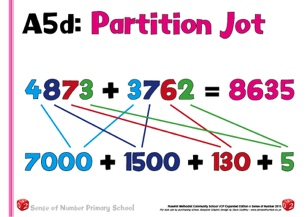 A5d: Partition Jot
4873 + 3762 = 8635
7000 + 1500 + 130 + 5
Sense of Number Primary School